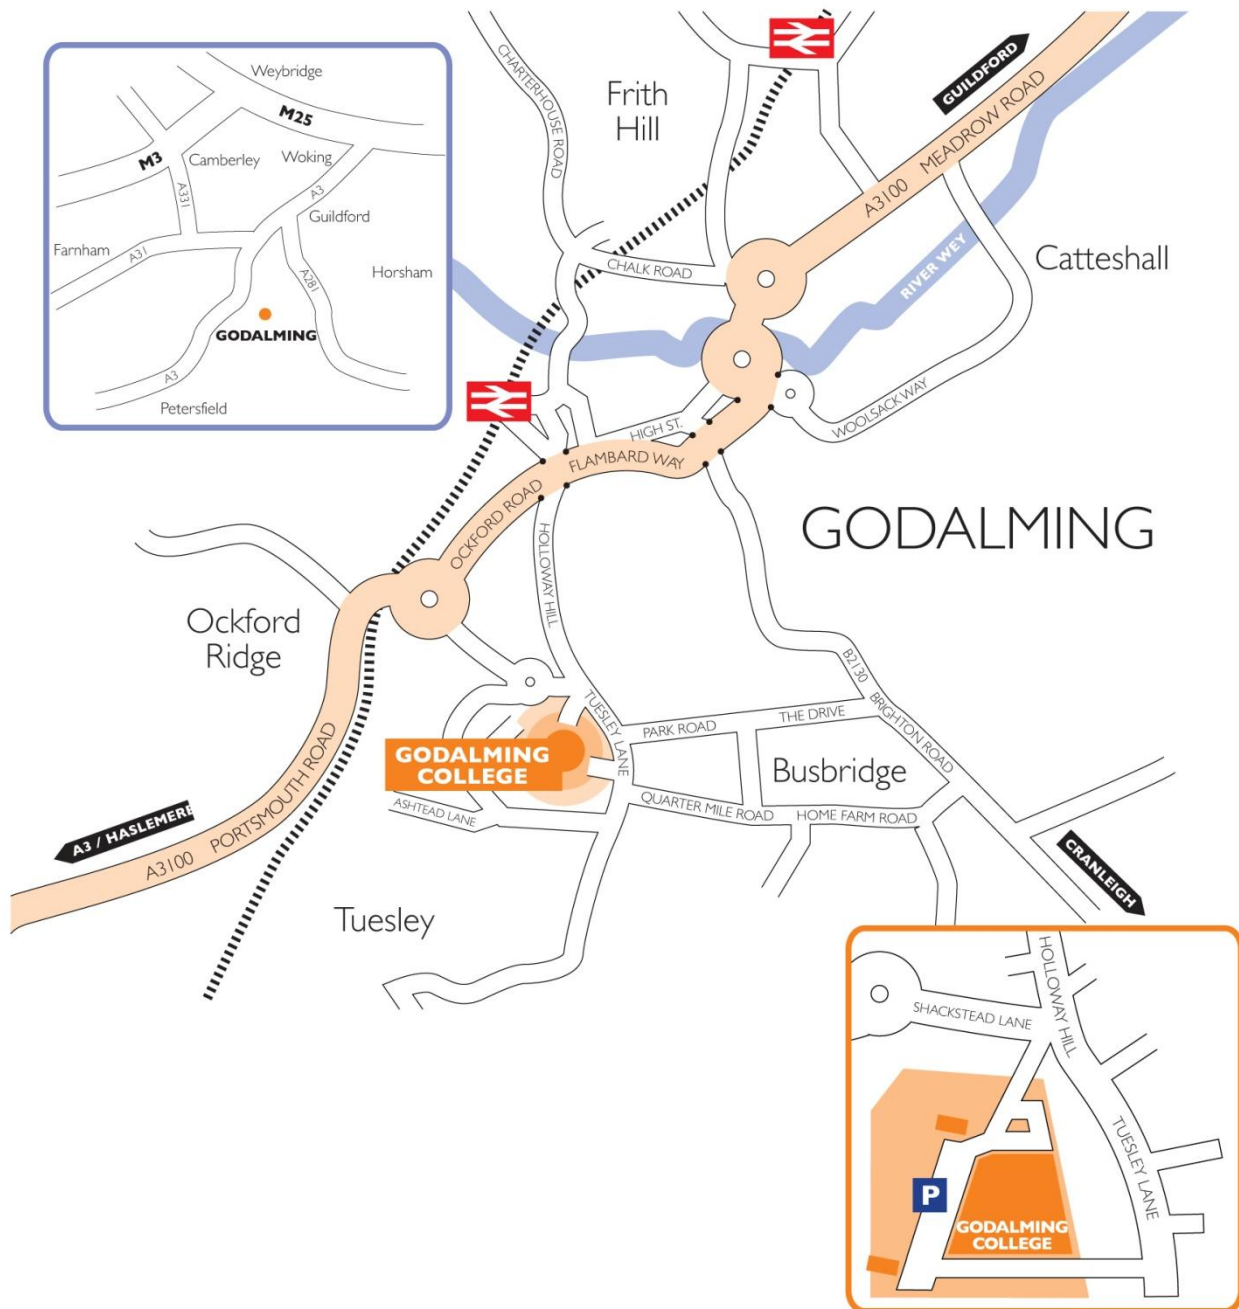 Weybridge
M25
M3
Camberley
Woking
A331
A3
Guildford
Farnham
A31
A281
Horsham
GODALMING
A3
Petersfield
CHARTERHOUSE ROAD
Frith
Hill
GUILDFORD
A3100 MEADROW ROAD
CHALK ROAD
RIVER WEY
Catteshall
WOOLSACK WAY
HIGH ST.
FLAMBARD WAY
OCKFORD ROAD
HOLLOWAY HILL
GODALMING
Ockford
Ridge
B2130 BRIGHTON ROAD
TUESLEY LANE
PARK ROAD
THE DRIVE
GODALMING
COLLEGE
Busbridge
ASHTEAD LANE
QUARTER MILE ROAD
HOME FARM ROAD
A3 / HASLEMERE
A3100 PORTSMOUTH ROAD
CRANLEIGH
Tuesley
HOLLOWAY HILL
SHACKSTEAD LANE
TUESLEY LANE
P
GODALMING
COLLEGE